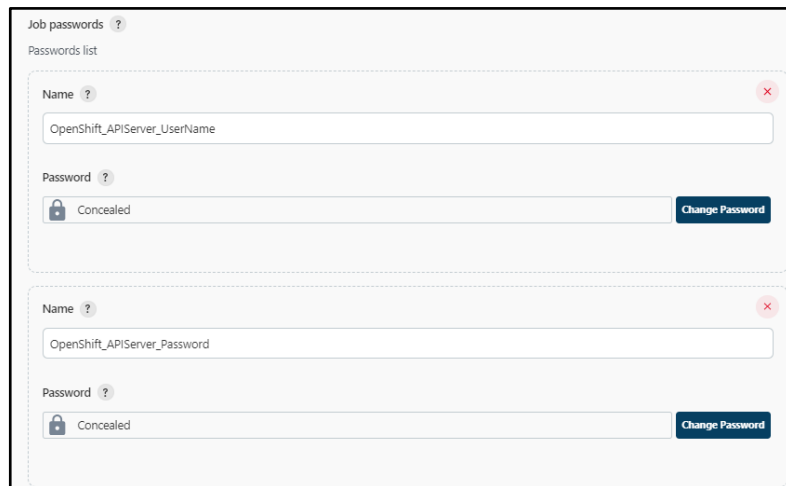 Job passwords ?
Passwords list
Name ?
OpenShift_APIServer_UserName
Password ?
Concealed
Change Password
Name ?
OpenShift_APIServer_Password
Password ?
Concealed
Change Password